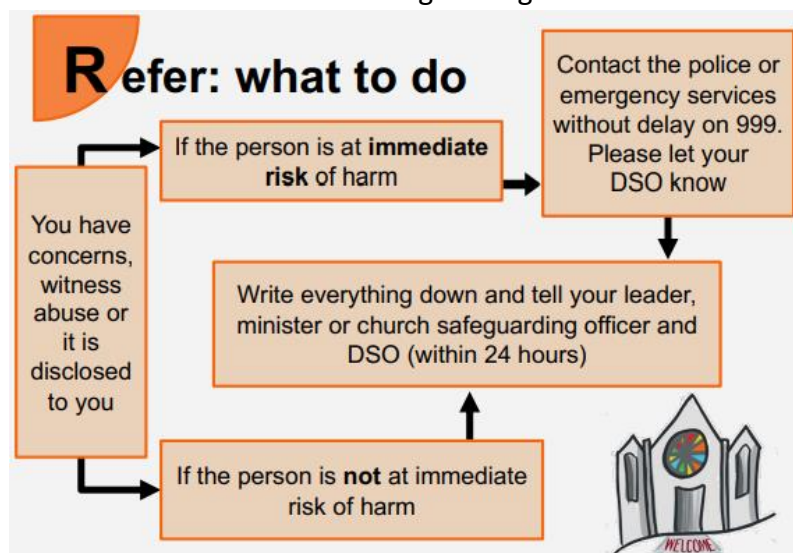 Refer: what to do
Contact the police or
emergency services
without delay on 999.
Please let your
DSO know
If the person is at immediate
risk of harm
You have
concerns,
witness
abuse or
it is
disclosed
to you
Write everything down and tell your leader,
minister or church safeguarding officer and
DSO (within 24 hours)
If the person is not at immediate
risk of harm
WELCOME